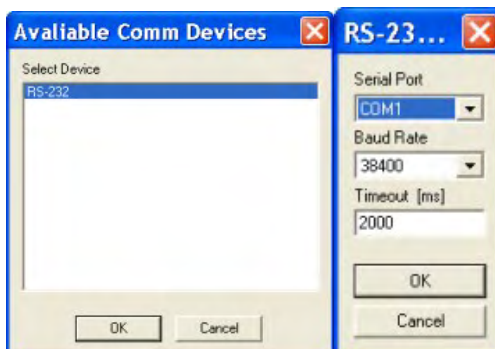 Avaliable Comm Devices
Select Device
RS-232
OK
Cancel
RS-23...
Serial Port
COM1
Baud Rate
38400
Timeout [ms]
2000
OK
Cancel